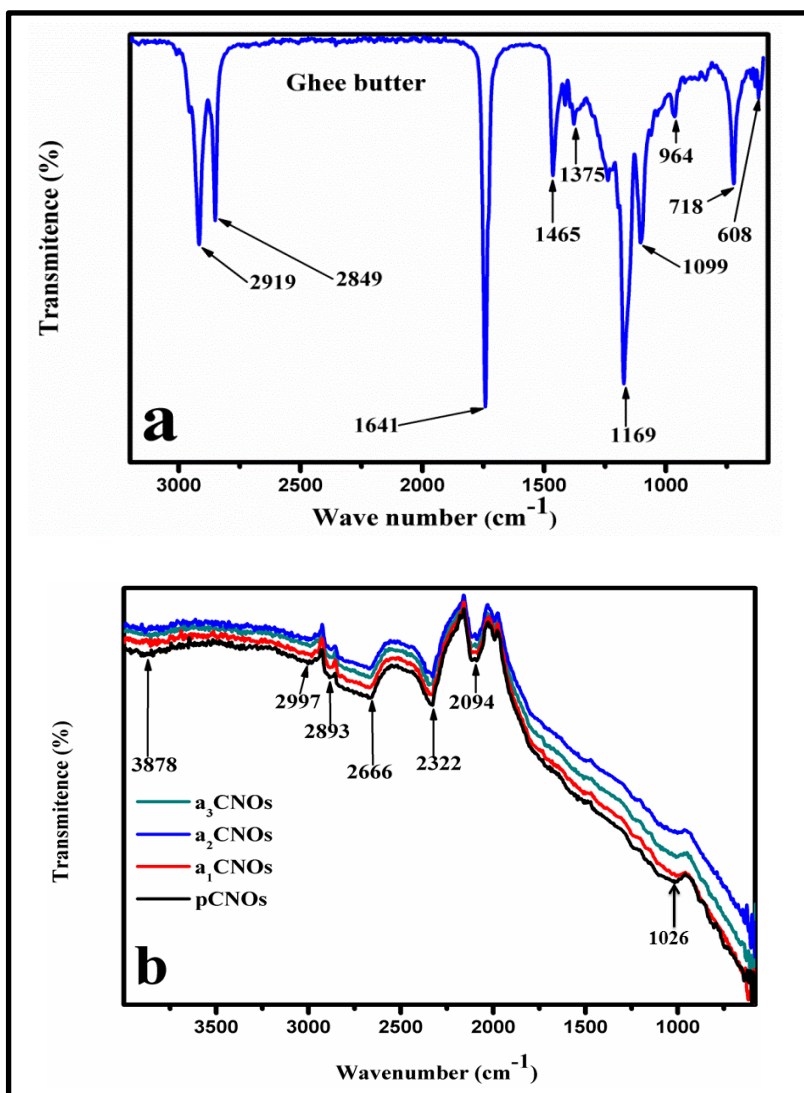 Ghee butter
Transmitence (%)
2919
2849
1641
1465
1375
1169
1099
964
718
608
a
3000 2500 2000 1500 1000
Wave number (cm⁻¹)
Transmitence (%)
3878
2997
2893
2666
2322
2094
1026
a₃CNOs
a₂CNOs
a₁CNOs
pCNOs
b
3500 3000 2500 2000 1500 1000
Wavenumber (cm⁻¹)